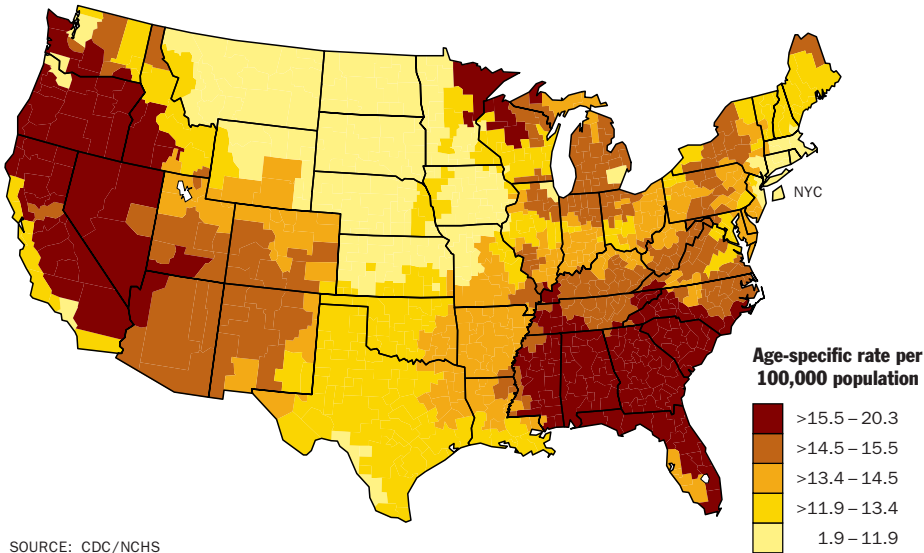 NYC
Age-specific rate per
100,000 population
>15.5 – 20.3
>14.5 – 15.5
>13.4 – 14.5
>11.9 – 13.4
1.9 – 11.9
SOURCE: CDC/NCHS